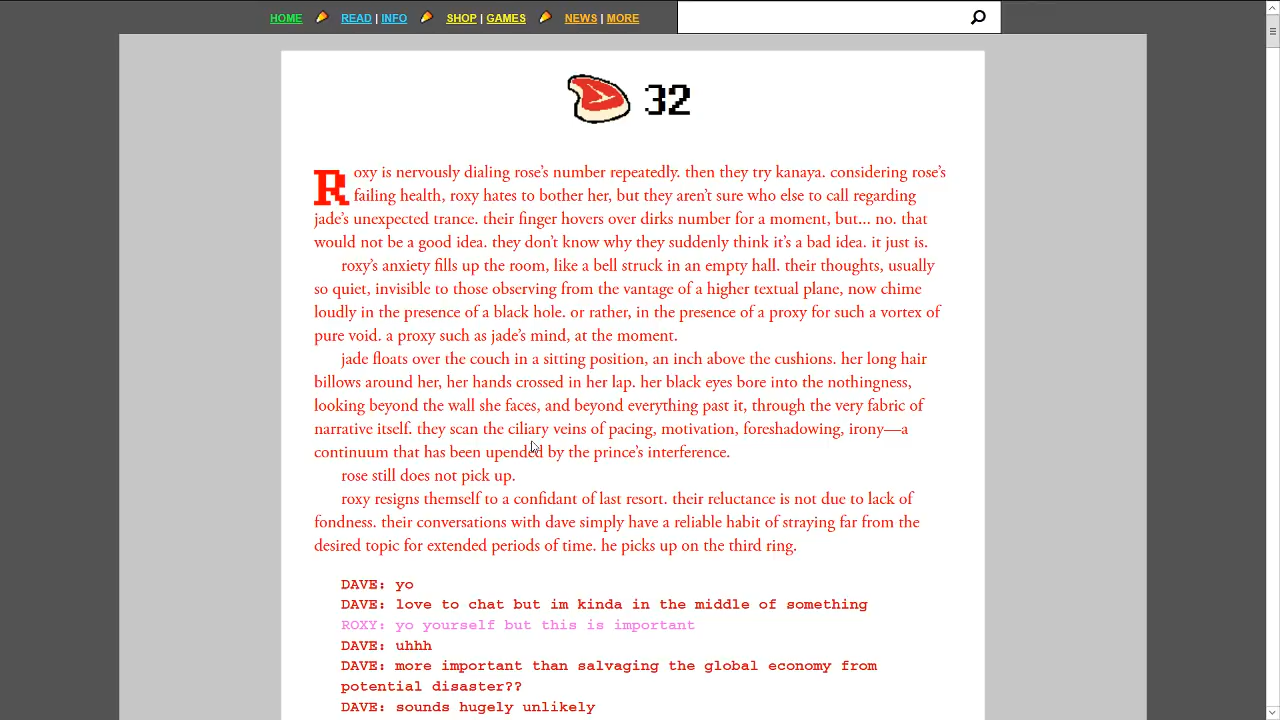 HOME READ | INFO SHOP | GAMES NEWS | MORE
32
Roxy is nervously dialing rose's number repeatedly. then they try kanaya. considering rose's
failing health, roxy hates to bother her, but they aren't sure who else to call regarding
jade's unexpected trance. their finger hovers over dirks number for a moment, but... no. that
would not be a good idea. they don't know why they suddenly think it's a bad idea. it just is.
roxy's anxiety fills up the room, like a bell struck in an empty hall. their thoughts, usually
so quiet, invisible to those observing from the vantage of a higher textual plane, now chime
loudly in the presence of a black hole. or rather, in the presence of a proxy for such a vortex of
pure void. a proxy such as jade's mind, at the moment.
jade floats over the couch in a sitting position, an inch above the cushions. her long hair
billows around her, her hands crossed in her lap. her black eyes bore into the nothingness,
looking beyond the wall she faces, and beyond everything past it, through the very fabric of
narrative itself. they scan the ciliary veins of pacing, motivation, foreshadowing, irony—a
continuum that has been upended by the prince's interference.
rose still does not pick up.
roxy resigns themself to a confidant of last resort. their reluctance is not due to lack of
fondness. their conversations with dave simply have a reliable habit of straying far from the
desired topic for extended periods of time. he picks up on the third ring.
DAVE: yo
DAVE: love to chat but im kinda in the middle of something
ROXY: yo yourself but this is important
DAVE: uhhh
DAVE: more important than salvaging the global economy from
potential disaster??
DAVE: sounds hugely unlikely